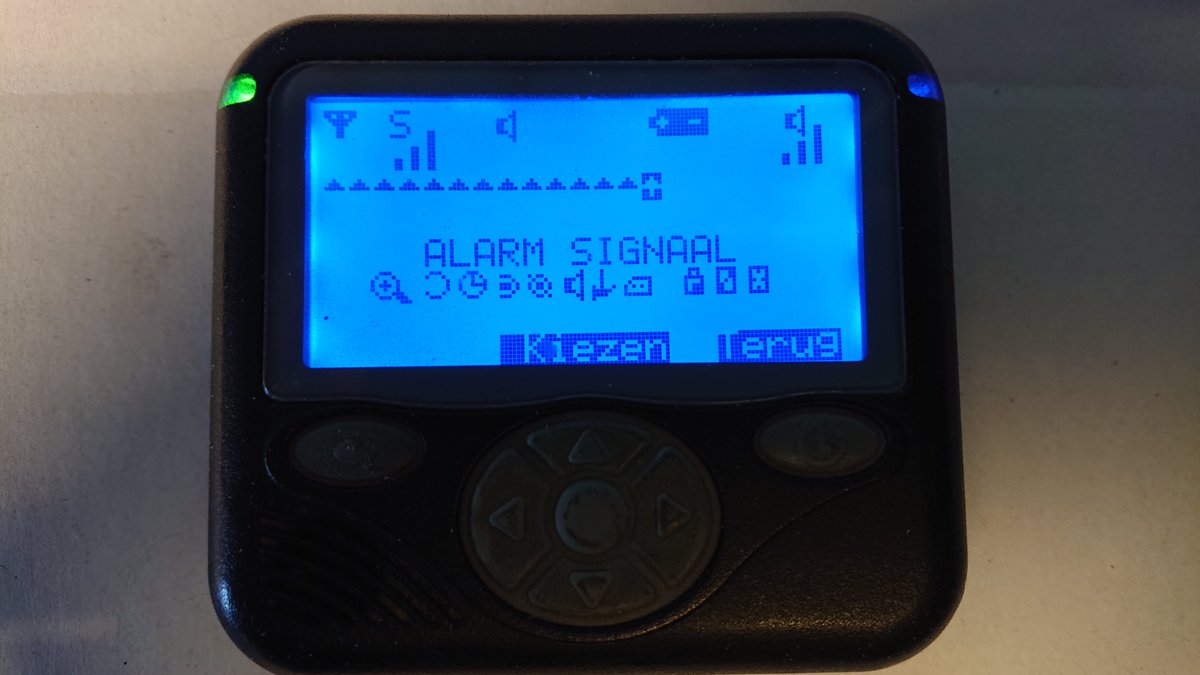 S
ALARM SIGNAAL
Kiezen Terug